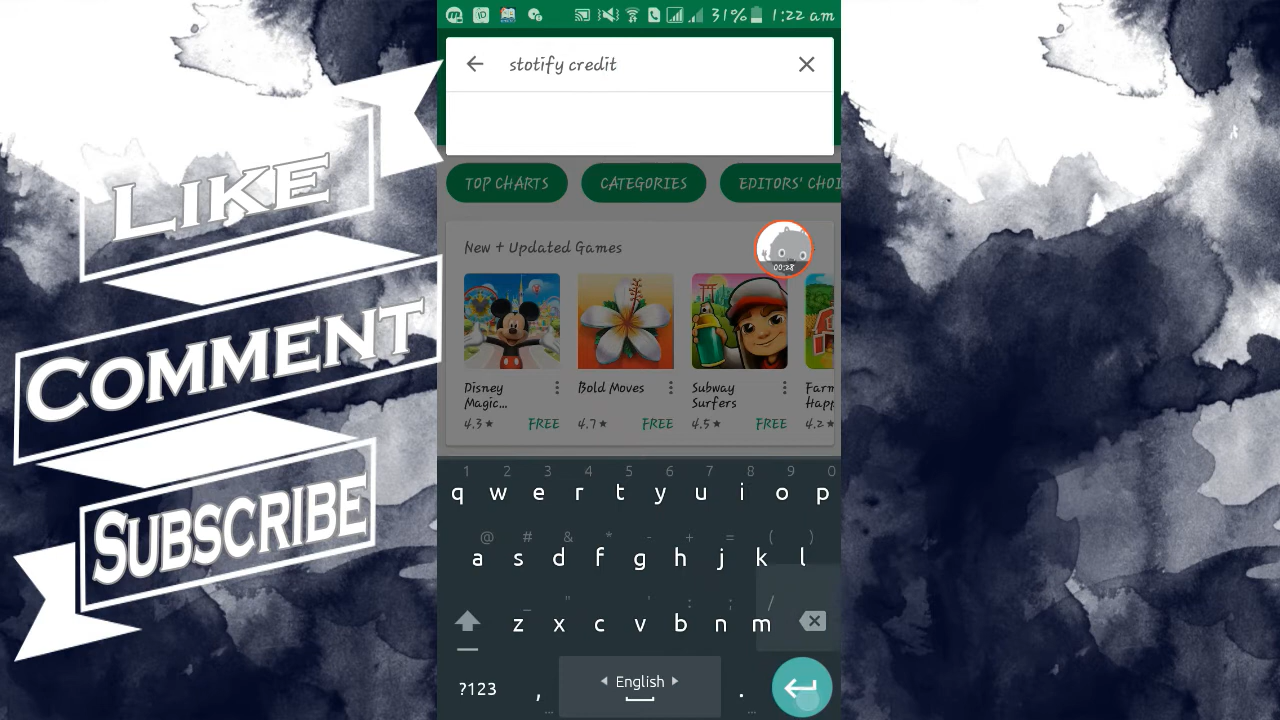 LIKE
COMMENT
SUBSCRIBE
31% 1:22 am
stotify credit
TOP CHARTS CATEGORIES EDITORS' CHOI
New + Updated Games
00:28
Disney Magic...
Bold Moves
Subway Surfers
Farm Happ
4.3 ★ FREE 4.7 ★ FREE 4.5 ★ FREE 4.2 ★
1 2 3 4 5 6 7 8 9 0
q w e r t y u i o p
@ # & * - + = ( )
a s d f g h j k l
_ " ' : ; /
z x c v b n m
?123 , English .